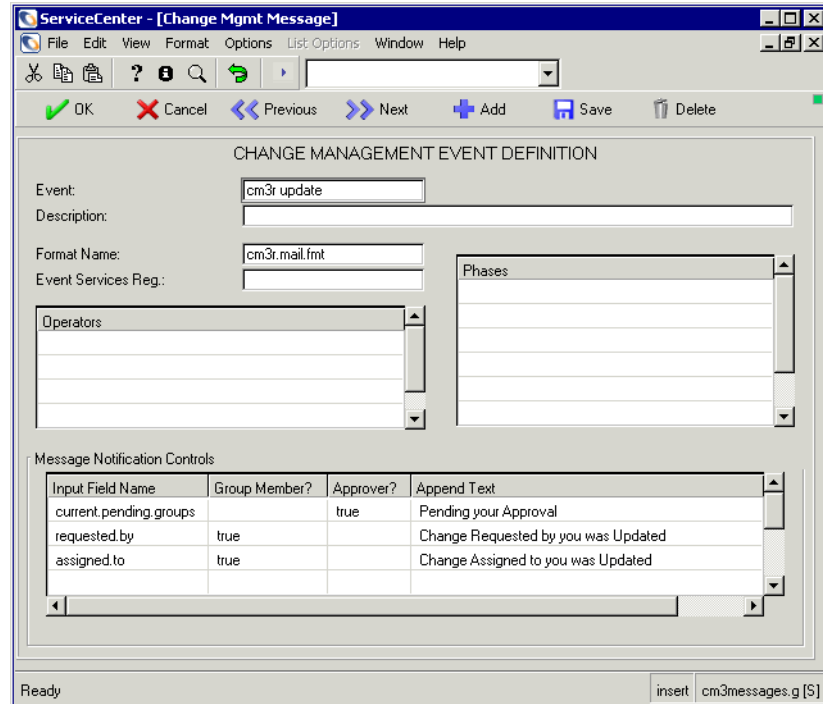 ServiceCenter - [Change Mgmt Message]
File Edit View Format Options List Options Window Help
OK Cancel Previous Next Add Save Delete
CHANGE MANAGEMENT EVENT DEFINITION
Event: cm3r update
Description:
Format Name: cm3r.mail.fmt
Event Services Reg.:
Phases
Operators
Message Notification Controls
Input Field Name Group Member? Approver? Append Text
current.pending.groups true Pending your Approval
requested.by true Change Requested by you was Updated
assigned.to true Change Assigned to you was Updated
Ready insert cm3messages.g [S]